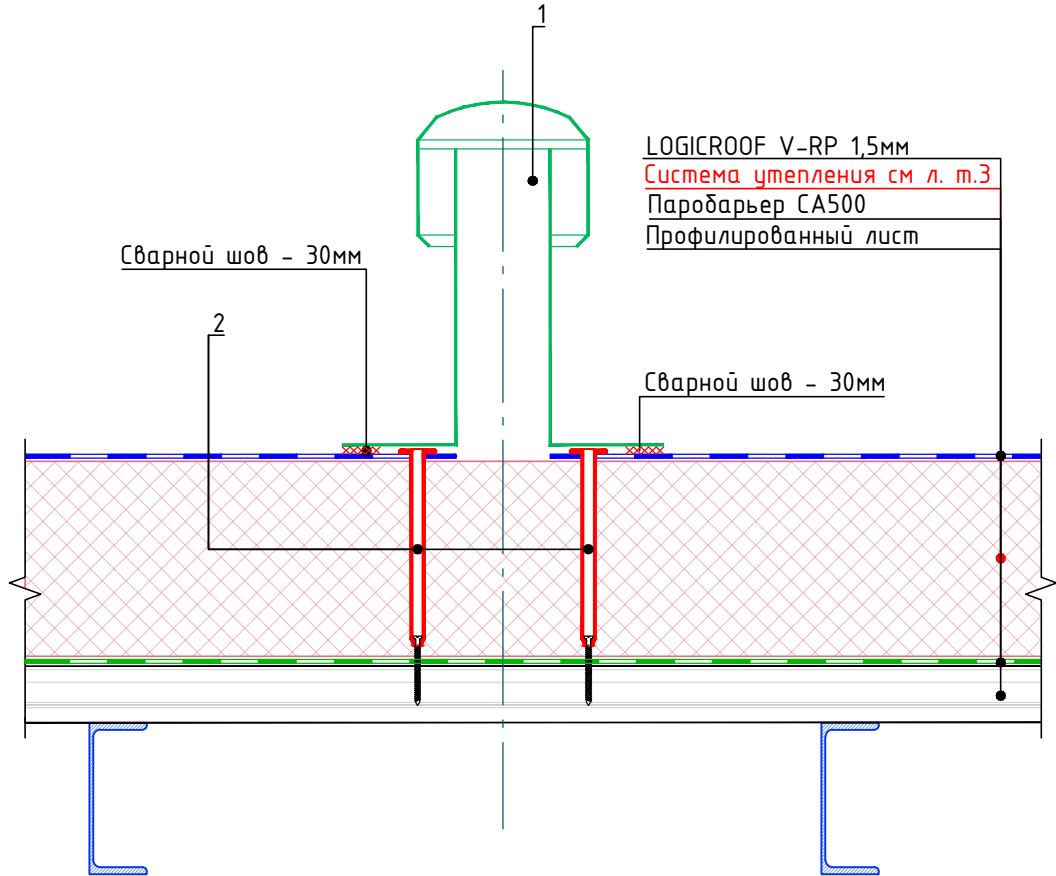 1
LOGICROOF V-RP 1,5мм
Система утепления см л. т.3
Паробарьер СА500
Профилированный лист
Сварной шов - 30мм
2
Сварной шов - 30мм